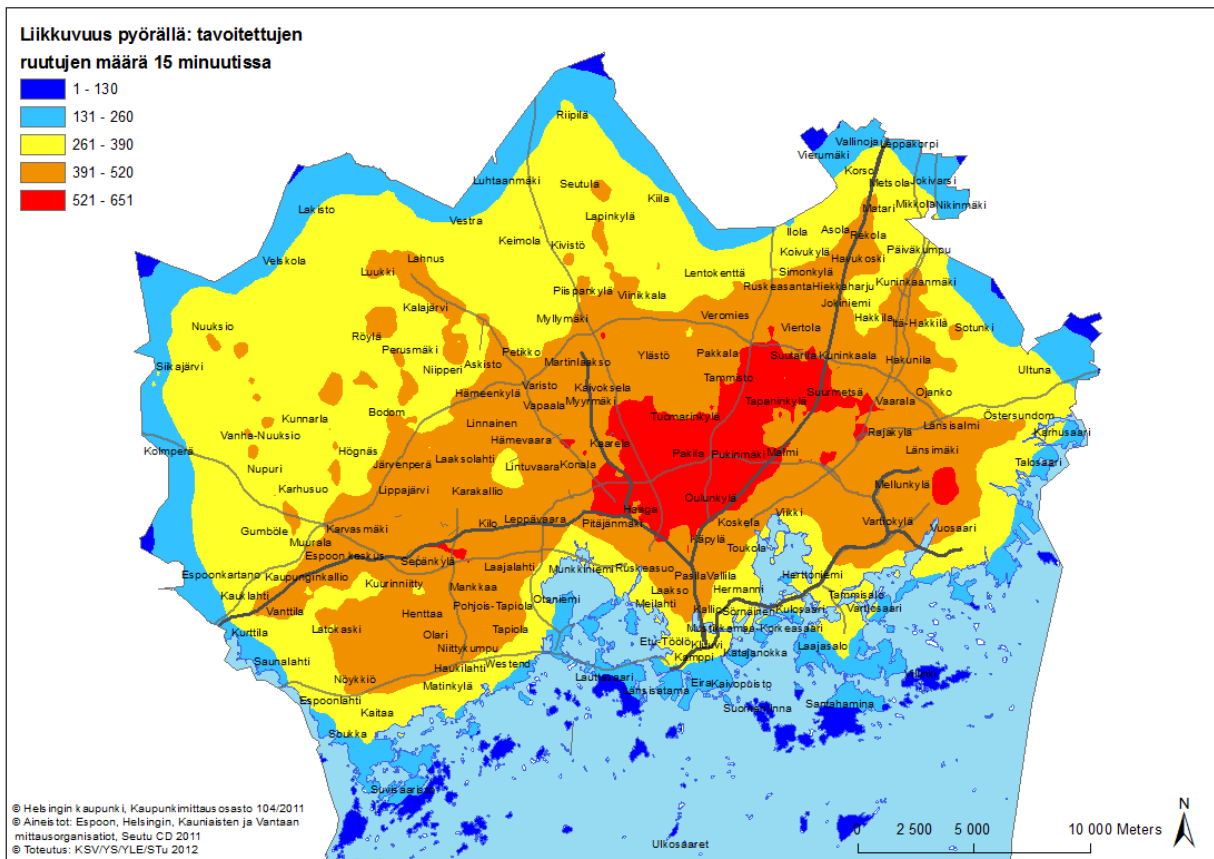 Liikkuvuus pyörällä: tavoitettujen
ruutujen määrä 15 minuutissa
1 - 130
131 - 260
261 - 390
391 - 520
521 - 651
Riipilä
Vallinoja
Leppäkorpi
Vierumäki
Korso
Metsola
Jokivarsi
Luhtaanmäki
Seutula
Kiila
Mikkola
Nikinmäki
Matari
Lakisto
Vestra
Lapinkylä
Ilola
Asola
Rekola
Keimola
Kivistö
Koivukylä
Havukoski
Päiväkumpu
Velskola
Lahnus
Luukki
Lentokenttä
Simonkylä
Ruskeasanta
Hiekkaharju
Kuninkaanmäki
Piispankylä
Viinikkala
Kalajärvi
Jokiniemi
Myllymäki
Veromies
Viertola
Hakkila
Itä-Hakkilä
Sotunki
Nuuksio
Röylä
Perusmäki
Petikko
Ylästö
Pakkala
Suutarila
Kuninkaala
Siikajärvi
Niipperi
Askisto
Martinlaakso
Hakunila
Ultuna
Tammisto
Varisto
Kaivoksela
Hämeenkylä
Suurmetsä
Ojanko
Vapaala
Myyrmäki
Tapaninkylä
Vaarala
Kunnarla
Bodom
Linnainen
Tuomarinkylä
Länsisalmi
Östersundom
Vanha-Nuuksio
Hämevaara
Kaarela
Rajakylä
Karhusaari
Kolmperä
Högnäs
Järvenperä
Laaksolahti
Lintuvaara
Konala
Pakila
Pukinmäki
Malmi
Länsimäki
Talosaari
Nupuri
Karhusuo
Lippajärvi
Karakallio
Mellunkylä
Oulunkylä
Gumböle
Karvasmäki
Kilo
Leppävaara
Pitäjänmäki
Haaga
Koskela
Viikki
Vartiokylä
Vuosaari
Muurala
Käpylä
Toukola
Espoon keskus
Sepänkylä
Laajalahti
Munkkiniemi
Ruskeasuo
Espoonkartano
Kaupunginkallio
Kuurinniitty
Mankkaa
Pasila
Vallila
Herttoniemi
Kauklahti
Laakso
Hermanni
Tammisalo
Otaniemi
Meilahti
Vanttila
Henttaa
Pohjois-Tapiola
Kallio
Sörnäinen
Kulosaari
Vartiosaari
Kurttila
Latokaski
Olari
Tapiola
Mustikkamaa-Korkeasaari
Etu-Töölö
Kluuvi
Laajasalo
Niittykumpu
Katajanokka
Saunalahti
Haukilahti
Westend
Kamppi
Nöykkiö
Matinkylä
Lauttasaari
Länsisatama
Eira
Kaivopuisto
Villinki
Espoonlahti
Kaitaa
Suomenlinna
Santahamina
Soukka
Suvisaaristo
Ulkosaaret
© Helsingin kaupunki, Kaupunkimittausosasto 104/2011
© Aineistot: Espoon, Helsingin, Kauniaisten ja Vantaan
mittausorganisatiot, Seutu CD 2011
© Toteutus: KSV/YS/YLE/STu 2012
0 2 500 5 000 10 000 Meters
N